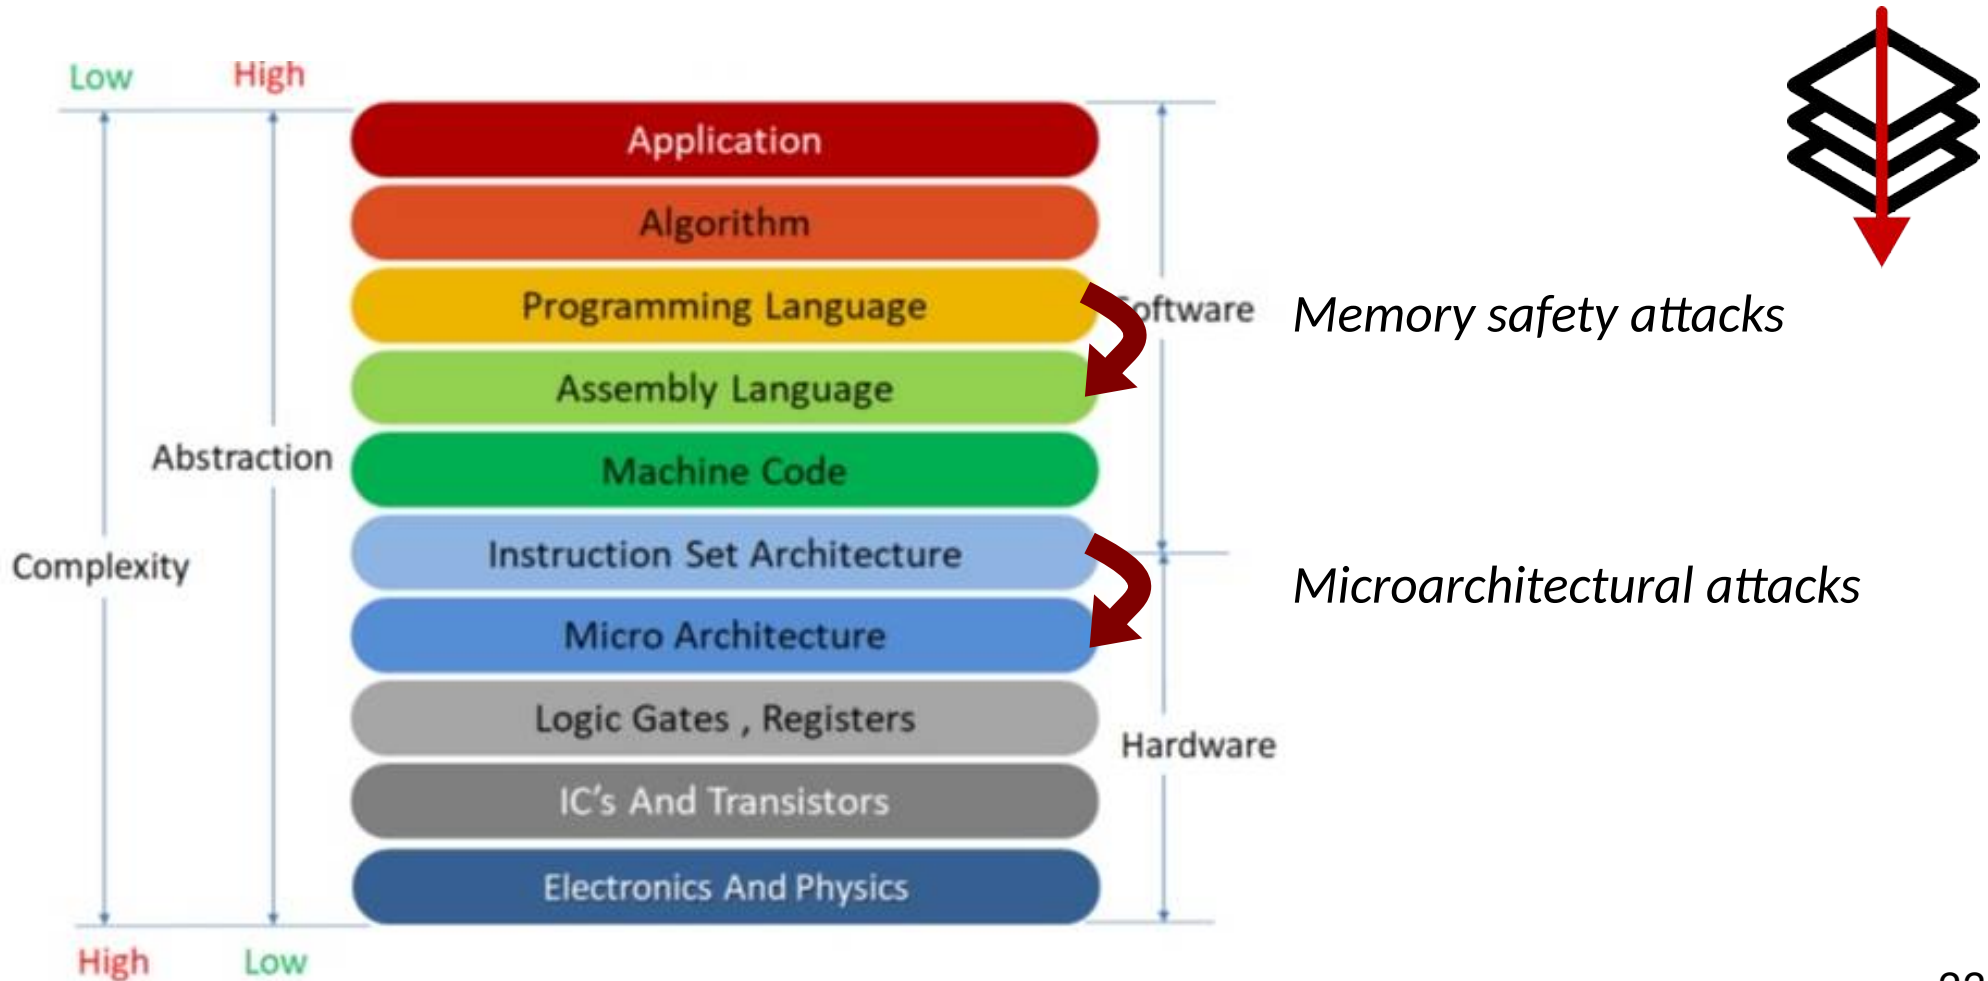 Low
High
Application
Algorithm
Programming Language
Software
Memory safety attacks
Assembly Language
Abstraction
Machine Code
Complexity
Instruction Set Architecture
Microarchitectural attacks
Micro Architecture
Logic Gates , Registers
Hardware
IC's And Transistors
Electronics And Physics
High
Low